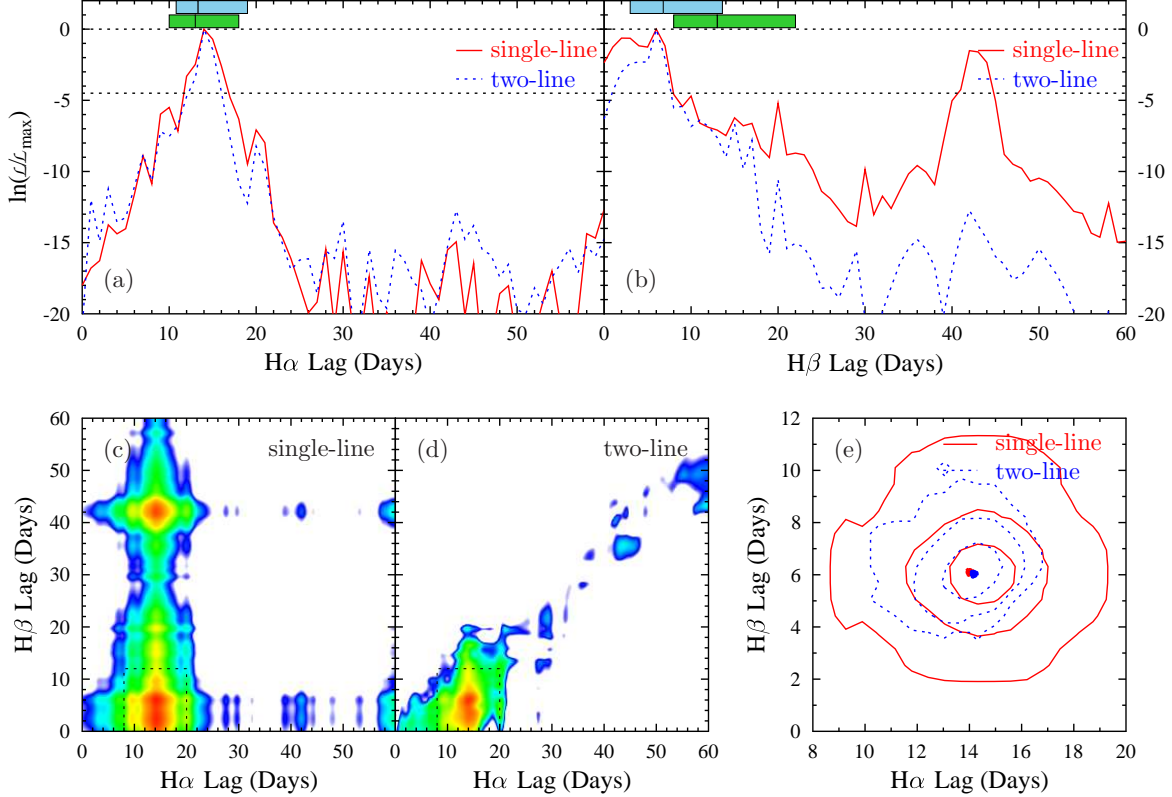 ln(ℒ/ℒmax)
0
-5
-10
-15
-20
single-line
two-line
(a)
0 10 20 30 40 50
Hα Lag (Days)
single-line
two-line
(b)
0
-5
-10
-15
-20
0 10 20 30 40 50 60
Hβ Lag (Days)
Hβ Lag (Days)
60
50
40
30
20
10
0
(c)
single-line
0 10 20 30 40 50
Hα Lag (Days)
(d)
two-line
0 10 20 30 40 50 60
Hα Lag (Days)
Hβ Lag (Days)
12
10
8
6
4
2
0
(e)
single-line
two-line
8 10 12 14 16 18 20
Hα Lag (Days)